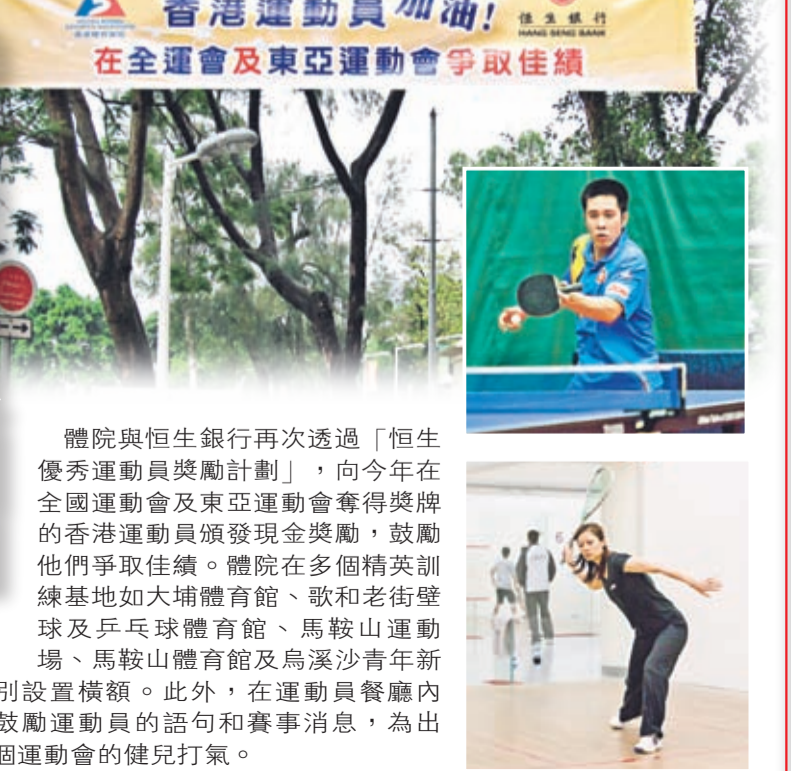 香港運動員加油!
恒生銀行
HANG SENG BANK
在全運會及東亞運動會爭取佳績
體院與恒生銀行再次透過「恒生
優秀運動員獎勵計劃」，向今年在
全國運動會及東亞運動會奪得獎牌
的香港運動員頒發現金獎勵，鼓勵
他們爭取佳績。體院在多個精英訓
練基地如大埔體育館、歌和老街壁
球及乒乓球體育館、馬鞍山運動
場、馬鞍山體育館及烏溪沙青年新
別設置橫額。此外，在運動員餐廳內
鼓勵運動員的語句和賽事消息，為出
個運動會的健兒打氣。